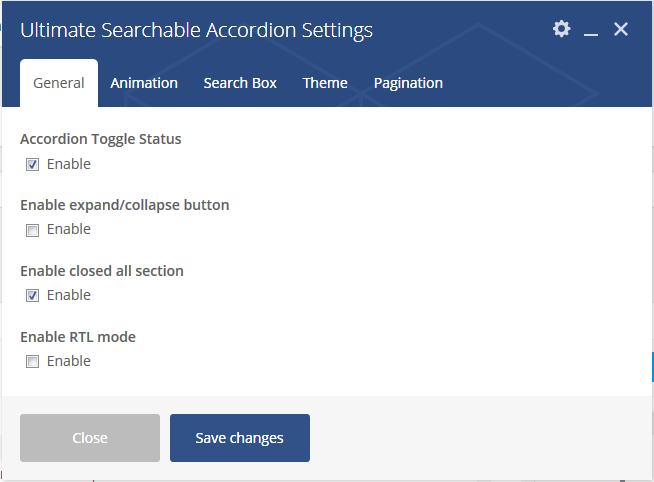 Ultimate Searchable Accordion Settings
General Animation Search Box Theme Pagination
Accordion Toggle Status
Enable
Enable expand/collapse button
Enable
Enable closed all section
Enable
Enable RTL mode
Enable
Close Save changes